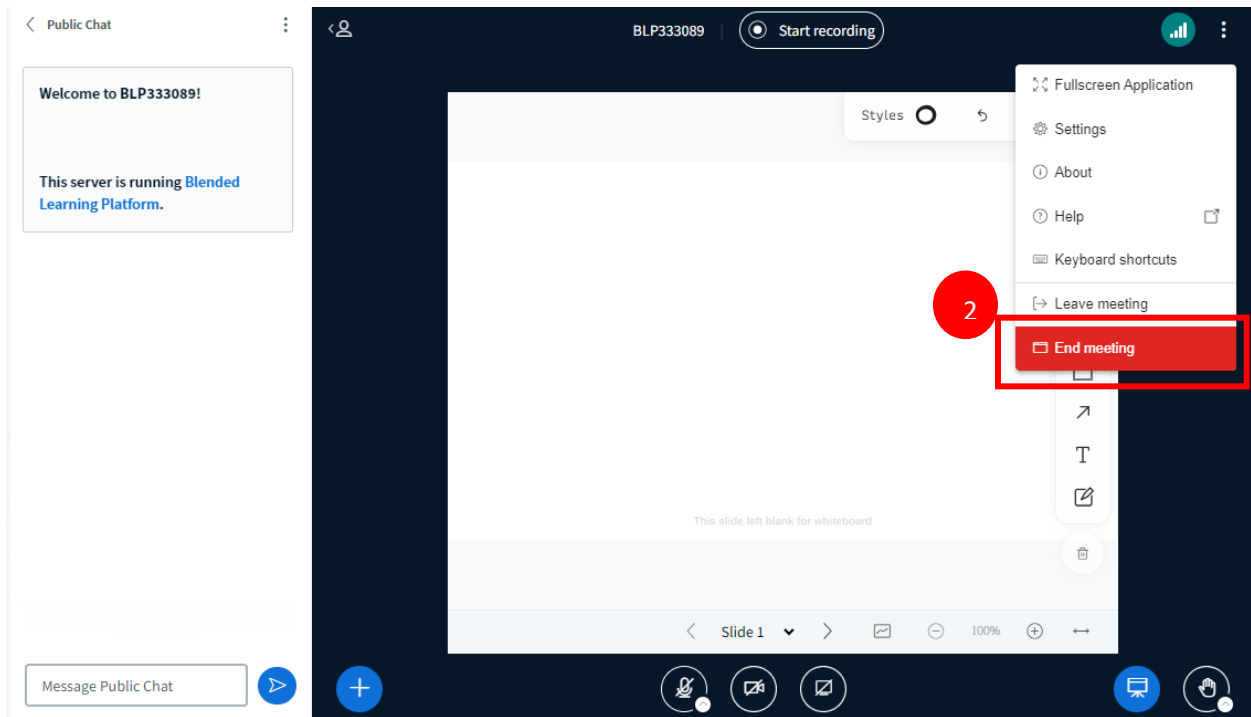 Public Chat
Welcome to BLP333089!
This server is running Blended
Learning Platform.
Message Public Chat
BLP333089
Start recording
Styles
Fullscreen Application
Settings
About
Help
Keyboard shortcuts
Leave meeting
2
End meeting
T
This slide left blank for whiteboard
Slide 1
100%